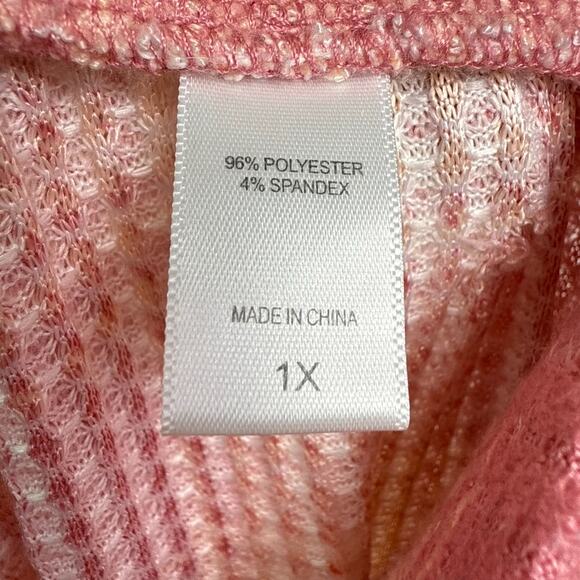 96% POLYESTER
4% SPANDEX
MADE IN CHINA
1X